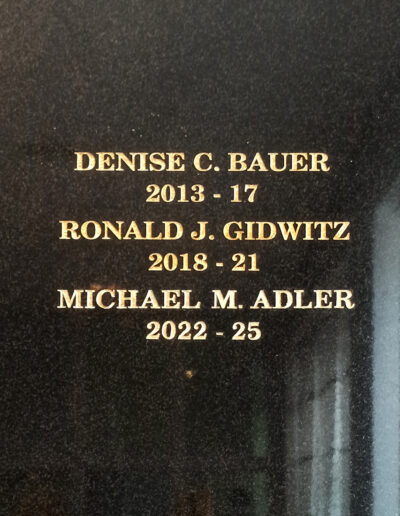 DENISE C. BAUER
2013 - 17
RONALD J. GIDWITZ
2018 - 21
MICHAEL M. ADLER
2022 - 25